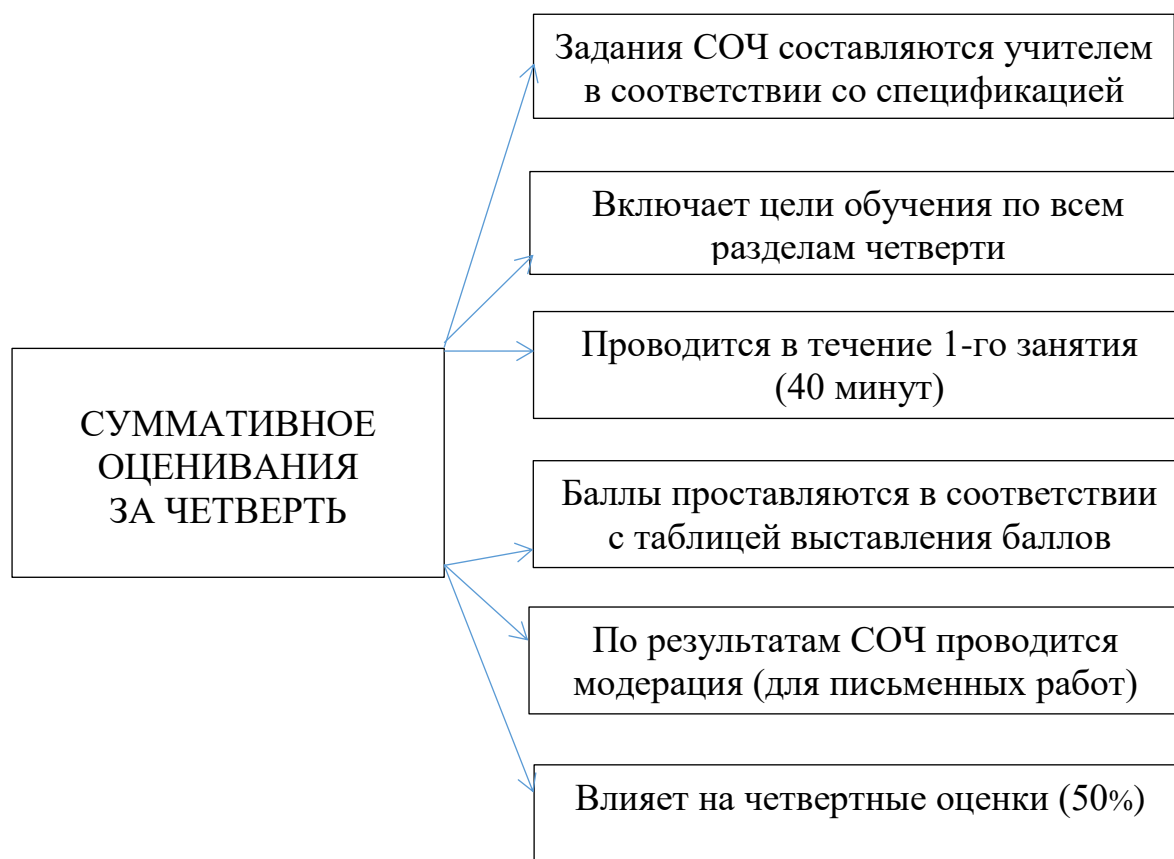 Задания СОЧ составляются учителем
в соответствии со спецификацией
Включает цели обучения по всем
разделам четверти
Проводится в течение 1-го занятия
(40 минут)
СУММАТИВНОЕ
ОЦЕНИВАНИЯ
ЗА ЧЕТВЕРТЬ
Баллы проставляются в соответствии
с таблицей выставления баллов
По результатам СОЧ проводится
модерация (для письменных работ)
Влияет на четвертные оценки (50%)